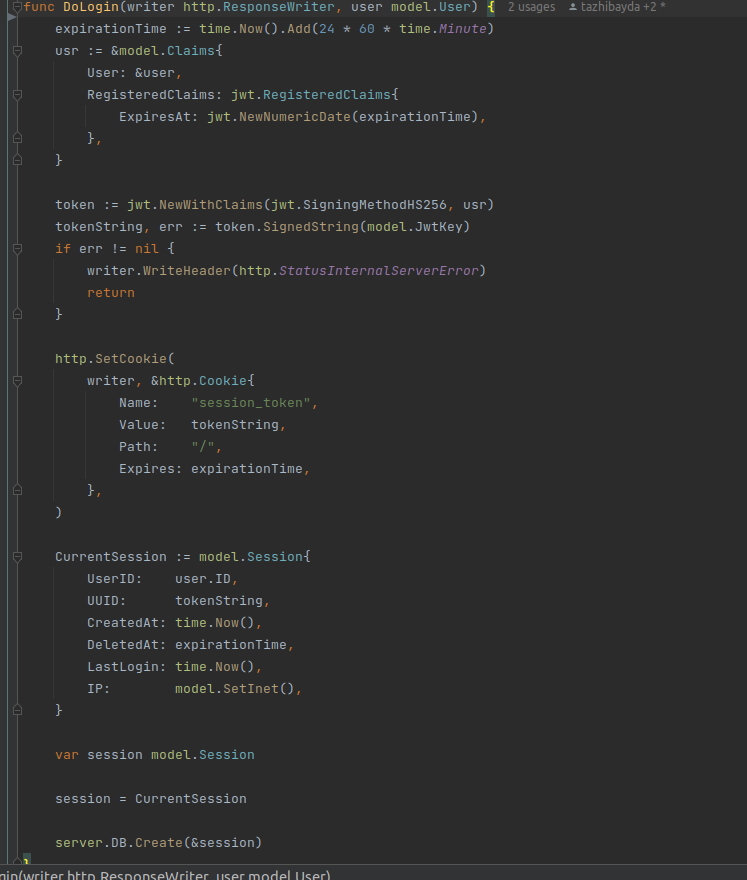 func DoLogin(writer http.ResponseWriter, user model.User) { 2 usages tazhibayda +2 *
    expirationTime := time.Now().Add(24 * 60 * time.Minute)
    usr := &model.Claims{
        User: &user,
        RegisteredClaims: jwt.RegisteredClaims{
            ExpiresAt: jwt.NewNumericDate(expirationTime),
        },
    }
    token := jwt.NewWithClaims(jwt.SigningMethodHS256, usr)
    tokenString, err := token.SignedString(model.JwtKey)
    if err != nil {
        writer.WriteHeader(http.StatusInternalServerError)
        return
    }
    http.SetCookie(
        writer, &http.Cookie{
            Name:    "session_token",
            Value:   tokenString,
            Path:    "/",
            Expires: expirationTime,
        },
    )
    CurrentSession := model.Session{
        UserID:    user.ID,
        UUID:      tokenString,
        CreatedAt: time.Now(),
        DeletedAt: expirationTime,
        LastLogin: time.Now(),
        IP:        model.SetInet(),
    }
    var session model.Session
    session = CurrentSession
    server.DB.Create(&session)
}
gin(writer http.ResponseWriter, user model.User)